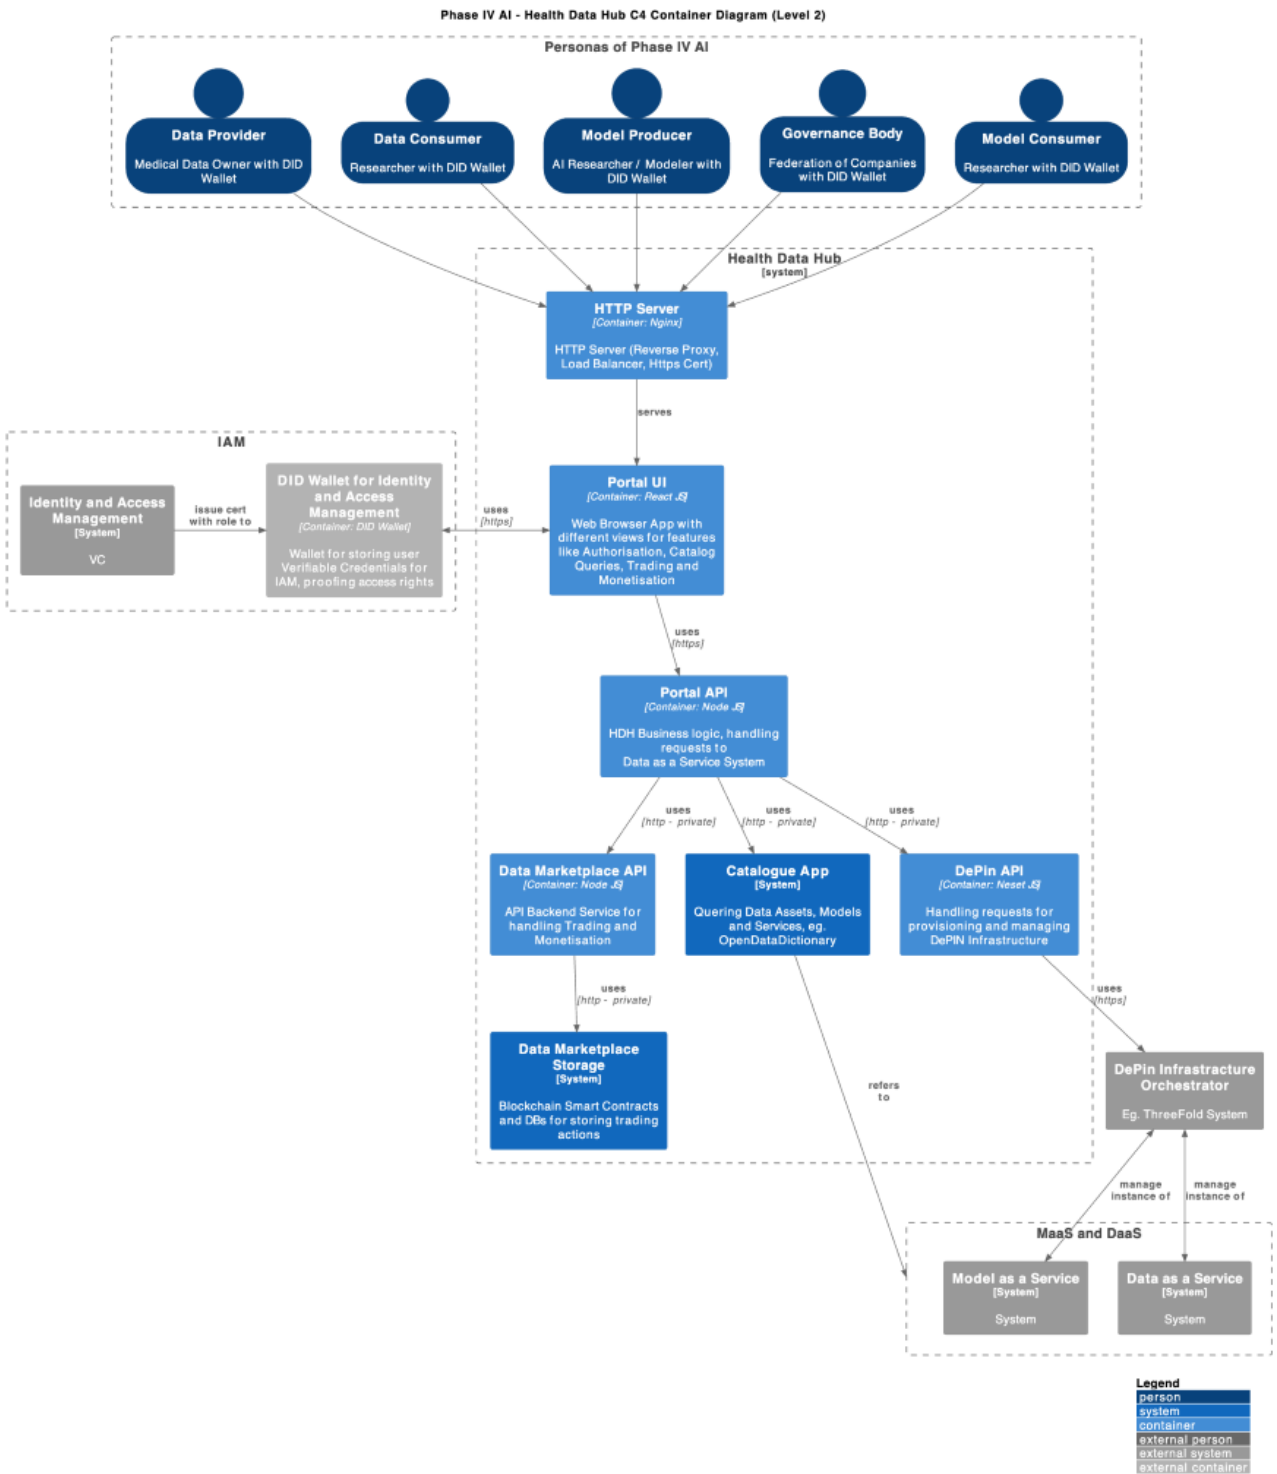 Phase IV AI - Health Data Hub C4 Container Diagram (Level 2)
Personas of Phase IV AI
Data Provider
Medical Data Owner with DID
Wallet
Data Consumer
Researcher with DID Wallet
Model Producer
AI Researcher / Modeler with
DID Wallet
Governance Body
Federation of Companies
with DID Wallet
Model Consumer
Researcher with DID Wallet
Health Data Hub
[system]
HTTP Server
[Container: Nginx]
HTTP Server (Reverse Proxy,
Load Balancer, Https Cert)
serves
IAM
Identity and Access
Management
[System]
VC
issue cert
with role to
DID Wallet for Identity
and Access
Management
[Container: DID Wallet]
Wallet for storing user
Verifiable Credentials for
IAM, proofing access rights
uses
[https]
Portal UI
[Container: React JS]
Web Browser App with
different views for features
like Authorisation, Catalog
Queries, Trading and
Monetisation
uses
[https]
Portal API
[Container: Node JS]
HDH Business logic, handling
requests to
Data as a Service System
uses
[http - private]
uses
[http - private]
uses
[http - private]
Data Marketplace API
[Container: Node JS]
API Backend Service for
handling Trading and
Monetisation
Catalogue App
[System]
Quering Data Assets, Models
and Services, eg.
OpenDataDictionary
DePin API
[Container: Neset JS]
Handling requests for
provisioning and managing
DePIN Infrastructure
uses
[http - private]
uses
[https]
Data Marketplace
Storage
[System]
Blockchain Smart Contracts
and DBs for storing trading
actions
refers
to
DePin Infrastracture
Orchestrator
Eg. ThreeFold System
manage
instance of
manage
instance of
MaaS and DaaS
Model as a Service
[System]
System
Data as a Service
[System]
System
Legend
person
system
container
external person
external system
external container